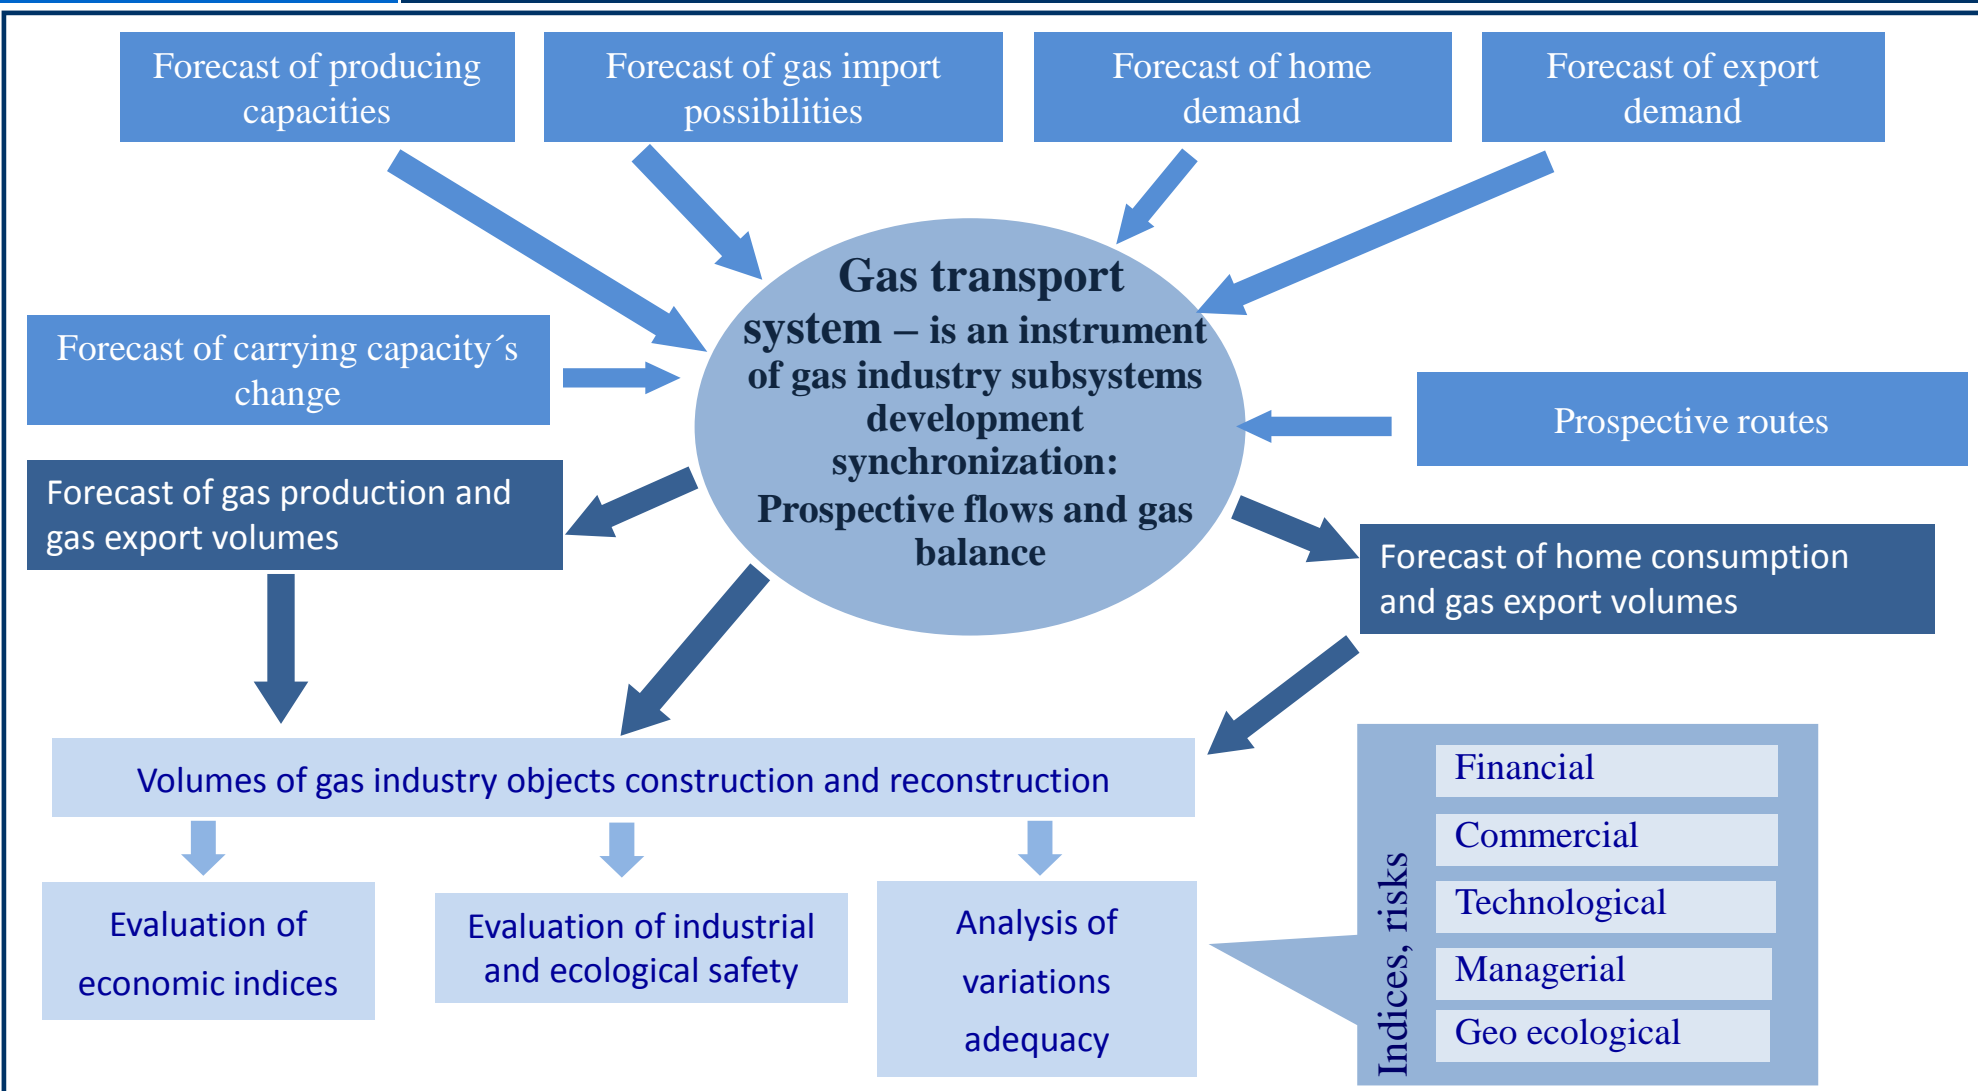 Forecast of producing
capacities
Forecast of gas import
possibilities
Forecast of home
demand
Forecast of export
demand
Gas transport
system – is an instrument
of gas industry subsystems
development
synchronization:
Prospective flows and gas
balance
Forecast of carrying capacity´s
change
Prospective routes
Forecast of gas production and
gas export volumes
Forecast of home consumption
and gas export volumes
Volumes of gas industry objects construction and reconstruction
Evaluation of
economic indices
Evaluation of industrial
and ecological safety
Analysis of
variations
adequacy
Indices, risks
Financial
Commercial
Technological
Managerial
Geo ecological